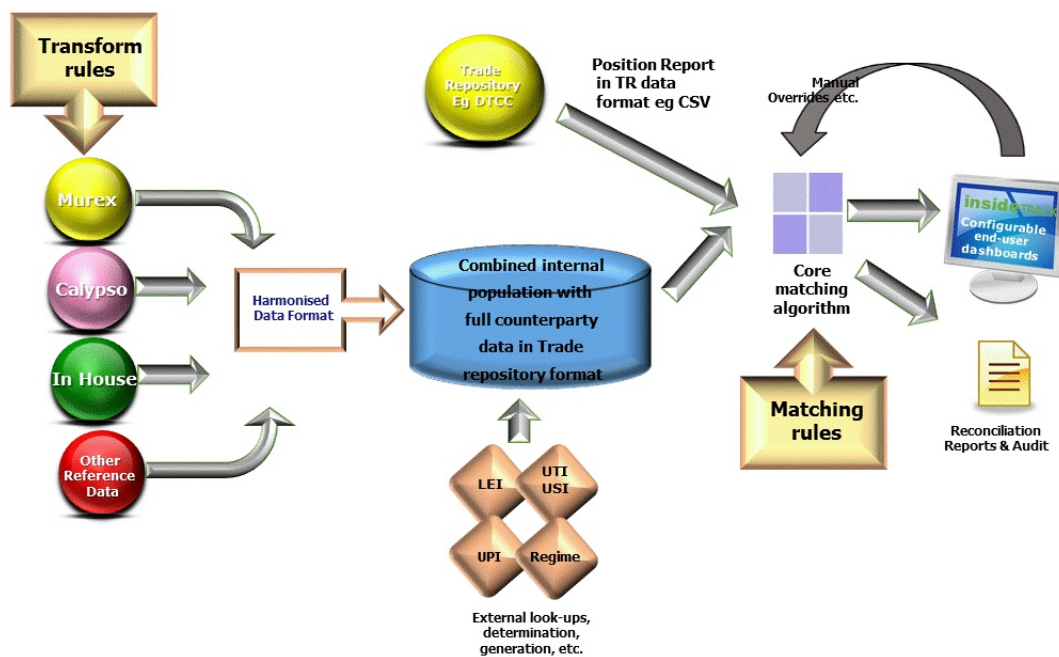 Transform
rules
Murex
Calypso
In House
Other
Reference
Data
Harmonised
Data Format
Trade
Repository
Eg DTCC
Position Report
in TR data
format eg CSV
Combined internal
population with
full counterparty
data in Trade
repository format
LEI
UTI
USI
UPI
Regime
External look-ups,
determination,
generation, etc.
Manual
Overrides etc.
Core
matching
algorithm
Matching
rules
insideTRACK
Configurable
end-user
dashboards
Reconciliation
Reports & Audit